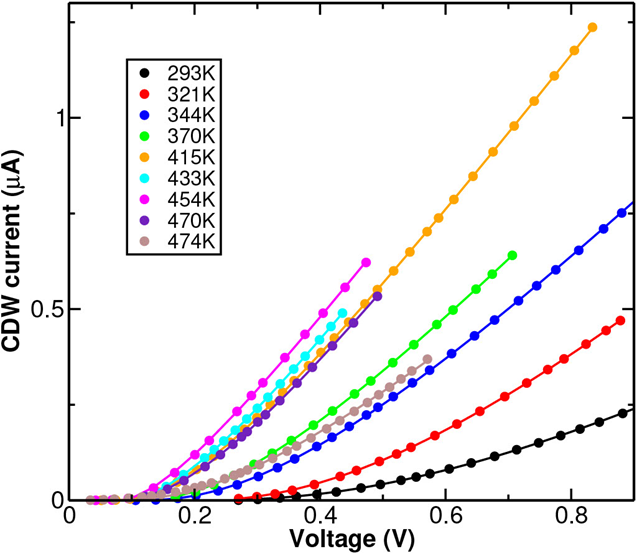 1
0.5
0
CDW current (μA)
293K
321K
344K
370K
415K
433K
454K
470K
474K
0 0.2 0.4 0.6 0.8
Voltage (V)